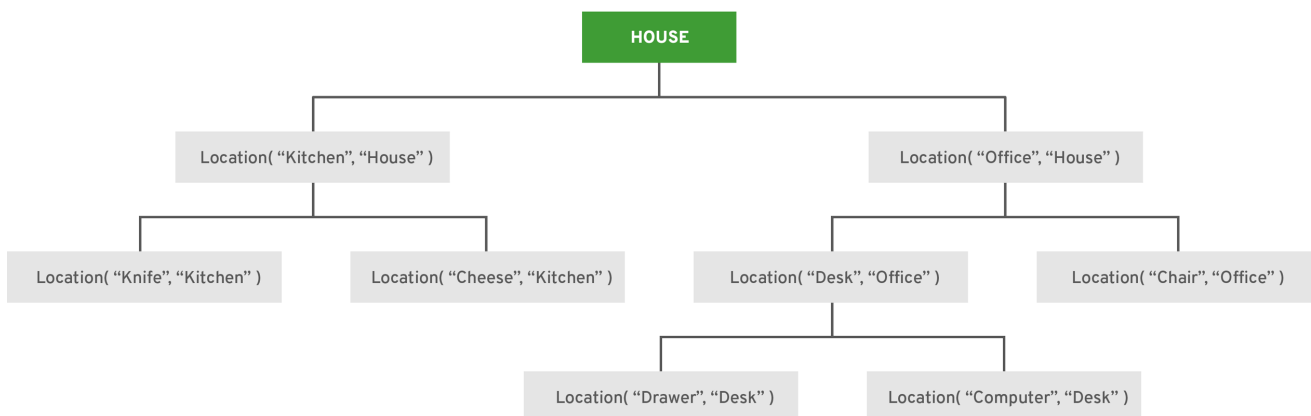 HOUSE
Location( “Kitchen”, “House” )
Location( “Office”, “House” )
Location( “Knife”, “Kitchen” )
Location( “Cheese”, “Kitchen” )
Location( “Desk”, “Office” )
Location( “Chair”, “Office” )
Location( “Drawer”, “Desk” )
Location( “Computer”, “Desk” )